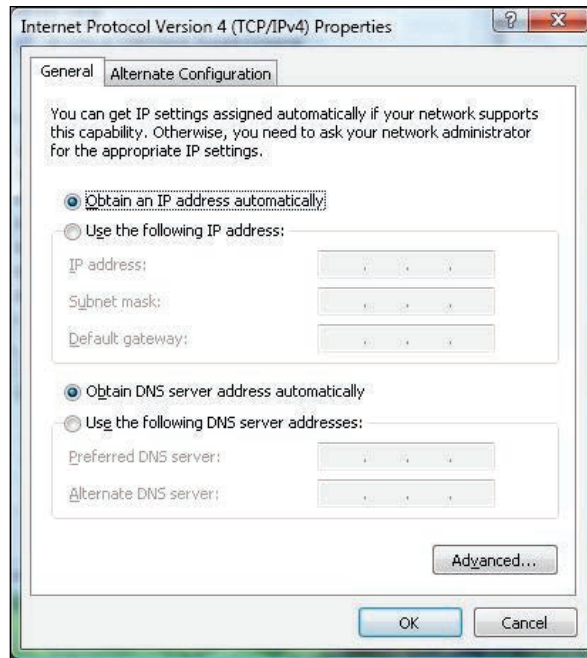 Internet Protocol Version 4 (TCP/IPv4) Properties
General
Alternate Configuration
You can get IP settings assigned automatically if your network supports
this capability. Otherwise, you need to ask your network administrator
for the appropriate IP settings.
Obtain an IP address automatically
Use the following IP address:
IP address:
Subnet mask:
Default gateway:
Obtain DNS server address automatically
Use the following DNS server addresses:
Preferred DNS server:
Alternate DNS server:
Advanced...
OK
Cancel